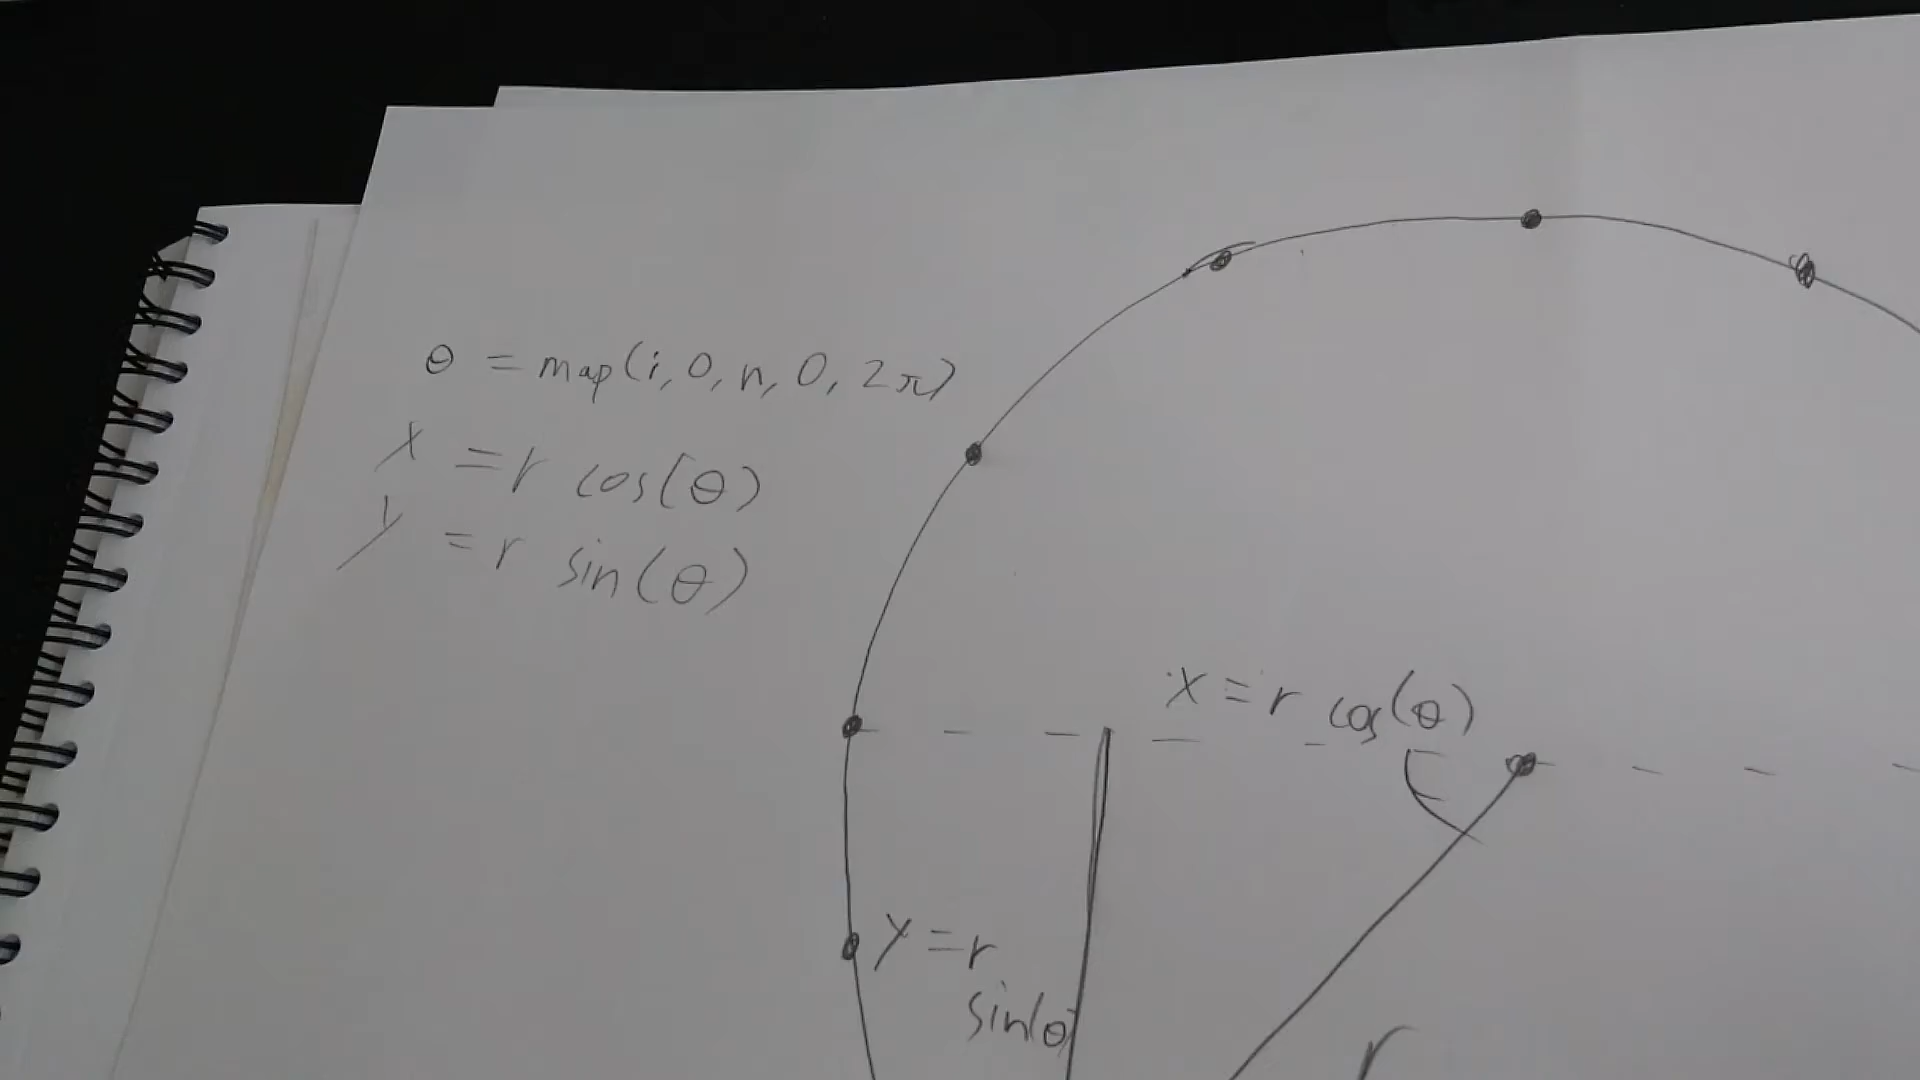 θ = map(i, 0, n, 0, 2π)
x = r cos(θ)
y = r sin(θ)
x = r cos(θ)
y = r
sin(θ)
r